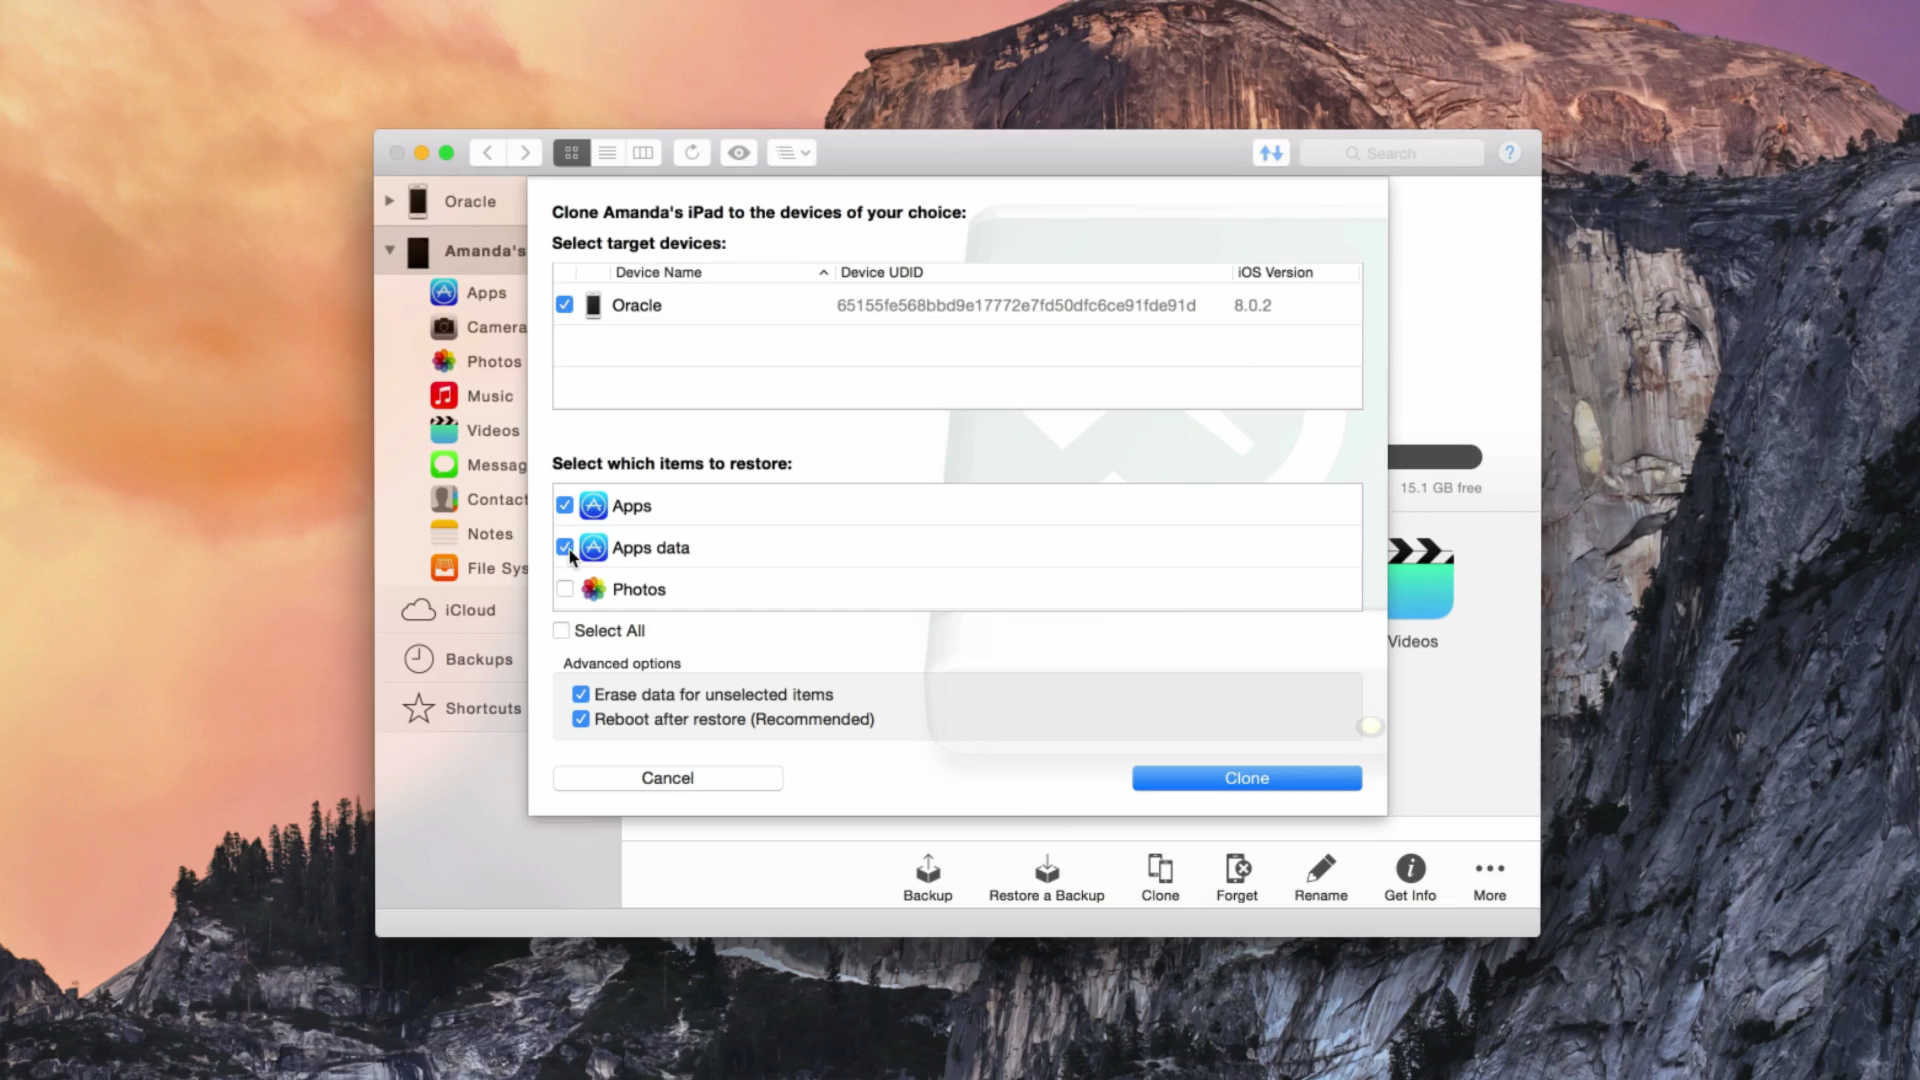 Search
?
Oracle
Amanda's
Apps
Camera
Photos
Music
Videos
Messag
Contact
Notes
File Sys
iCloud
Backups
Shortcuts
Clone Amanda's iPad to the devices of your choice:
Select target devices:
Device Name Device UDID iOS Version
Oracle 65155fe568bbd9e17772e7fd50dfc6ce91fde91d 8.0.2
Select which items to restore:
Apps
Apps data
Photos
Select All
Advanced options
Erase data for unselected items
Reboot after restore (Recommended)
Cancel Clone
15.1 GB free
Videos
Backup Restore a Backup Clone Forget Rename Get Info More